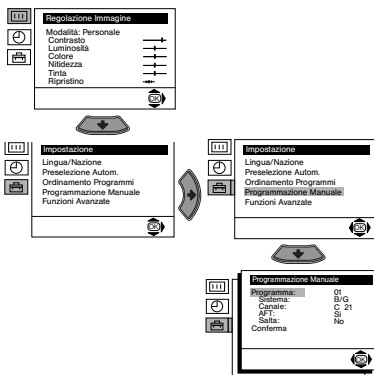 Regolazione Immagine
Modalità: Personale
Contrasto
Luminosità
Colore
Nitidezza
Tinta
Ripristino
OK
Impostazione
Lingua/Nazione
Preselezione Autom.
Ordinamento Programmi
Programmazione Manuale
Funzioni Avanzate
OK
Impostazione
Lingua/Nazione
Preselezione Autom.
Ordinamento Programmi
Programmazione Manuale
Funzioni Avanzate
OK
Programmazione Manuale
Programma: 01
Sistema: B/G
Canale: C 21
AFT: Si
Salta: No
Conferma
OK